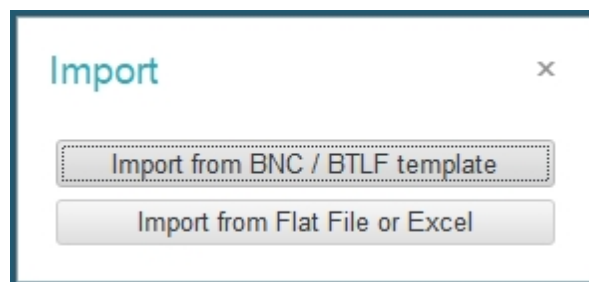 Import
Import from BNC / BTLF template
Import from Flat File or Excel